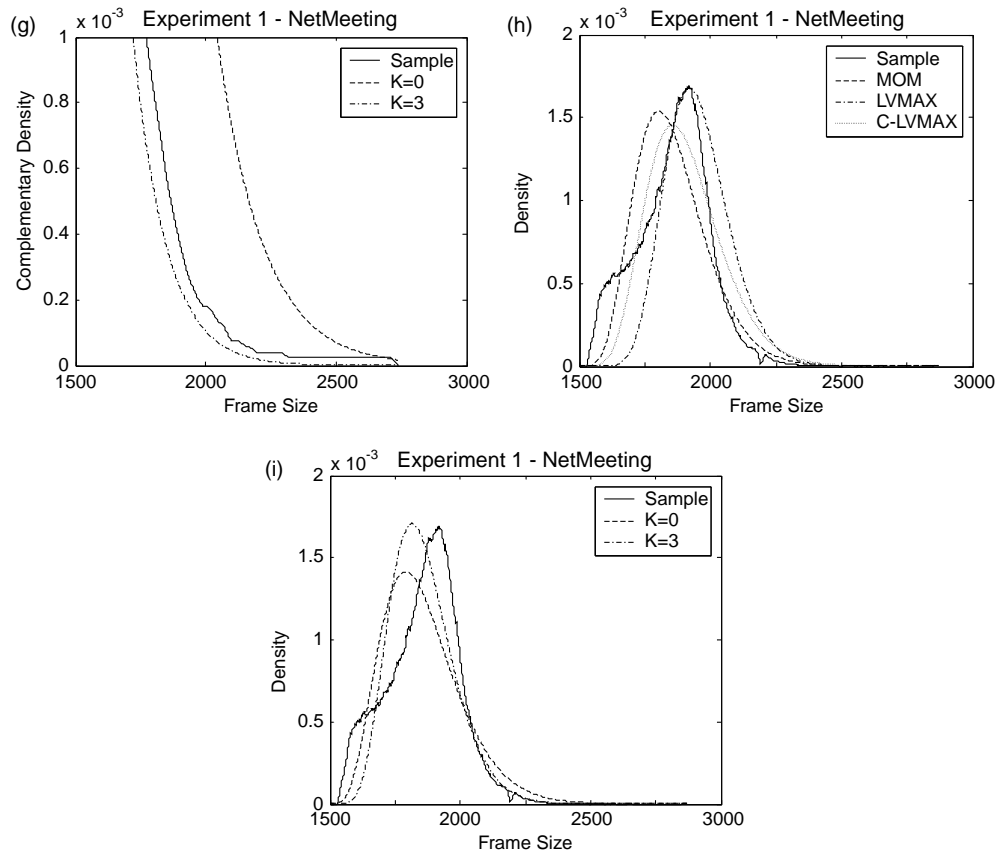 (g)
x 10⁻³
Experiment 1 - NetMeeting
1
0.8
0.6
0.4
0.2
0
Complementary Density
Sample
K=0
K=3
1500 2000 2500 3000
Frame Size
(h)
x 10⁻³
Experiment 1 - NetMeeting
2
1.5
1
0.5
0
Density
Sample
MOM
LVMAX
C-LVMAX
1500 2000 2500 3000
Frame Size
(i)
x 10⁻³
Experiment 1 - NetMeeting
2
1.5
1
0.5
0
Density
Sample
K=0
K=3
1500 2000 2500 3000
Frame Size